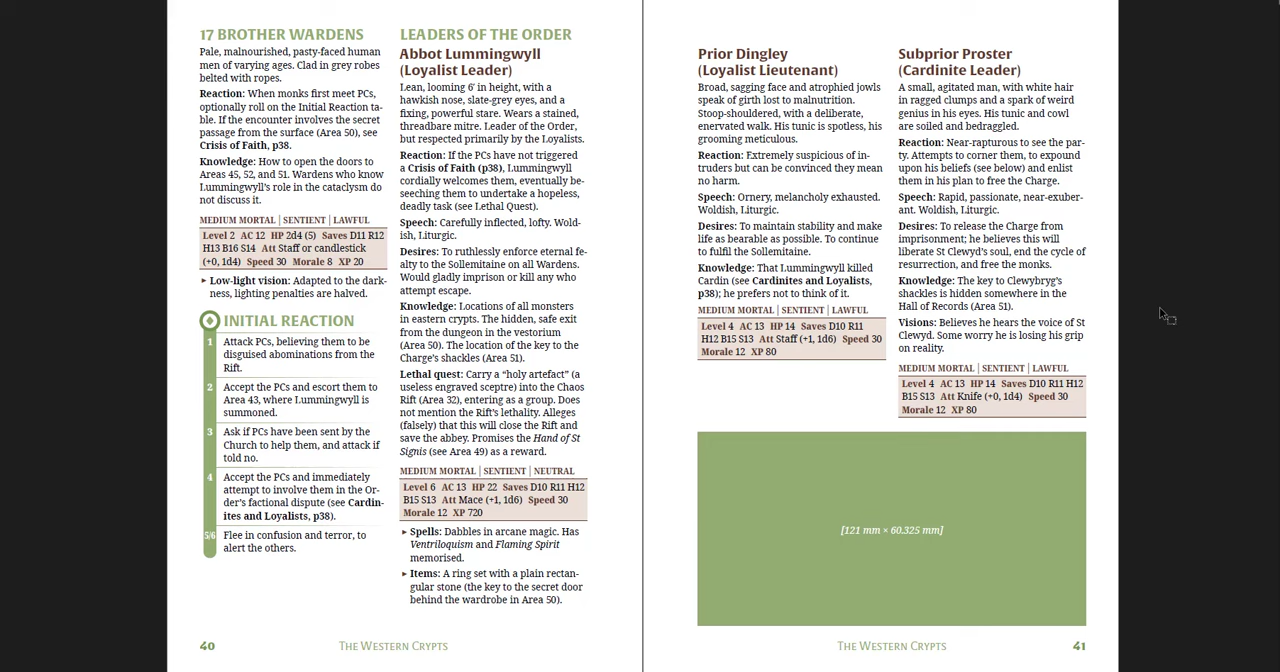 17 BROTHER WARDENS
Pale, malnourished, pasty-faced human
men of varying ages. Clad in grey robes
belted with ropes.
Reaction: When monks first meet PCs,
optionally roll on the Initial Reaction ta-
ble. If the encounter involves the secret
passage from the surface (Area 50), see
Crisis of Faith, p38.
Knowledge: How to open the doors to
Areas 45, 52, and 51. Wardens who know
Lummingwyll's role in the cataclysm do
not discuss it.
MEDIUM MORTAL | SENTIENT | LAWFUL
Level 2 AC 12 HP 2d4 (5) Saves D11 R12
H13 B16 S14 Att Staff or candlestick
(+0, 1d4) Speed 30 Morale 8 XP 20
▸ Low-light vision: Adapted to the dark-
ness, lighting penalties are halved.
INITIAL REACTION
1 Attack PCs, believing them to be
disguised abominations from the
Rift.
2 Accept the PCs and escort them to
Area 43, where Lummingwyll is
summoned.
3 Ask if PCs have been sent by the
Church to help them, and attack if
told no.
4 Accept the PCs and immediately
attempt to involve them in the Or-
der's factional dispute (see Cardin-
ites and Loyalists, p38).
5/6 Flee in confusion and terror, to
alert the others.
LEADERS OF THE ORDER
Abbot Lummingwyll
(Loyalist Leader)
Lean, looming 6' in height, with a
hawkish nose, slate-grey eyes, and a
fixing, powerful stare. Wears a stained,
threadbare mitre. Leader of the Order,
but respected primarily by the Loyalists.
Reaction: If the PCs have not triggered
a Crisis of Faith (p38), Lummingwyll
cordially welcomes them, eventually be-
seeching them to undertake a hopeless,
deadly task (see Lethal Quest).
Speech: Carefully inflected, lofty. Wold-
ish, Liturgic.
Desires: To ruthlessly enforce eternal fe-
alty to the Sollemitane on all Wardens.
Would gladly imprison or kill any who
attempt escape.
Knowledge: Locations of all monsters
in eastern crypts. The hidden, safe exit
from the dungeon in the vestorium
(Area 50). The location of the key to the
Charge's shackles (Area 51).
Lethal quest: Carry a “holy artefact” (a
useless engraved sceptre) into the Chaos
Rift (Area 32), entering as a group. Does
not mention the Rift's lethality. Alleges
(falsely) that this will close the Rift and
save the abbey. Promises the Hand of St
Signis (see Area 49) as a reward.
MEDIUM MORTAL | SENTIENT | NEUTRAL
Level 6 AC 13 HP 22 Saves D10 R11 H12
B15 S13 Att Mace (+1, 1d6) Speed 30
Morale 12 XP 720
▸ Spells: Dabbles in arcane magic. Has
Ventriloquism and Flaming Spirit
memorised.
▸ Items: A ring set with a plain rectan-
gular stone (the key to the secret door
behind the wardrobe in Area 50).
40 THE WESTERN CRYPTS
Prior Dingley
(Loyalist Lieutenant)
Broad, sagging face and atrophied jowls
speak of girth lost to malnutrition.
Stoop-shouldered, with a deliberate,
enervated walk. His tunic is spotless, his
grooming meticulous.
Reaction: Extremely suspicious of in-
truders but can be convinced they mean
no harm.
Speech: Ornery, melancholy exhausted.
Woldish, Liturgic.
Desires: To maintain stability and make
life as bearable as possible. To continue
to fulfil the Sollemitaine.
Knowledge: That Lummingwyll killed
Cardin (see Cardinites and Loyalists,
p38); he prefers not to think of it.
MEDIUM MORTAL | SENTIENT | LAWFUL
Level 4 AC 13 HP 14 Saves D10 R11
H12 B15 S13 Att Staff (+1, 1d6) Speed 30
Morale 12 XP 80
Subprior Proster
(Cardinite Leader)
A small, agitated man, with white hair
in ragged clumps and a spark of weird
genius in his eyes. His tunic and cowl
are soiled and bedraggled.
Reaction: Near-rapturous to see the par-
ty. Attempts to corner them, to expound
upon his beliefs (see below) and enlist
them in his plan to free the Charge.
Speech: Rapid, passionate, near-exuber-
ant. Woldish, Liturgic.
Desires: To release the Charge from
imprisonment; he believes this will
liberate St Clewyd's soul, end the cycle of
resurrection, and free the monks.
Knowledge: The key to Clewybryg's
shackles is hidden somewhere in the
Hall of Records (Area 51).
Visions: Believes he hears the voice of St
Clewyd. Some worry he is losing his grip
on reality.
MEDIUM MORTAL | SENTIENT | LAWFUL
Level 4 AC 13 HP 14 Saves D10 R11 H12
B15 S13 Att Knife (+0, 1d4) Speed 30
Morale 12 XP 80
[121 mm × 60.325 mm]
THE WESTERN CRYPTS 41